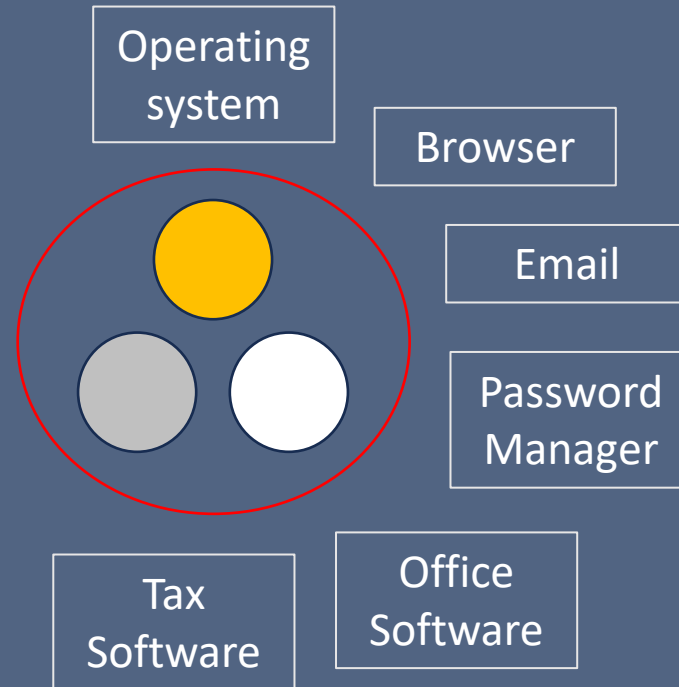 Operating
system
Browser
Email
Password
Manager
Office
Software
Tax
Software